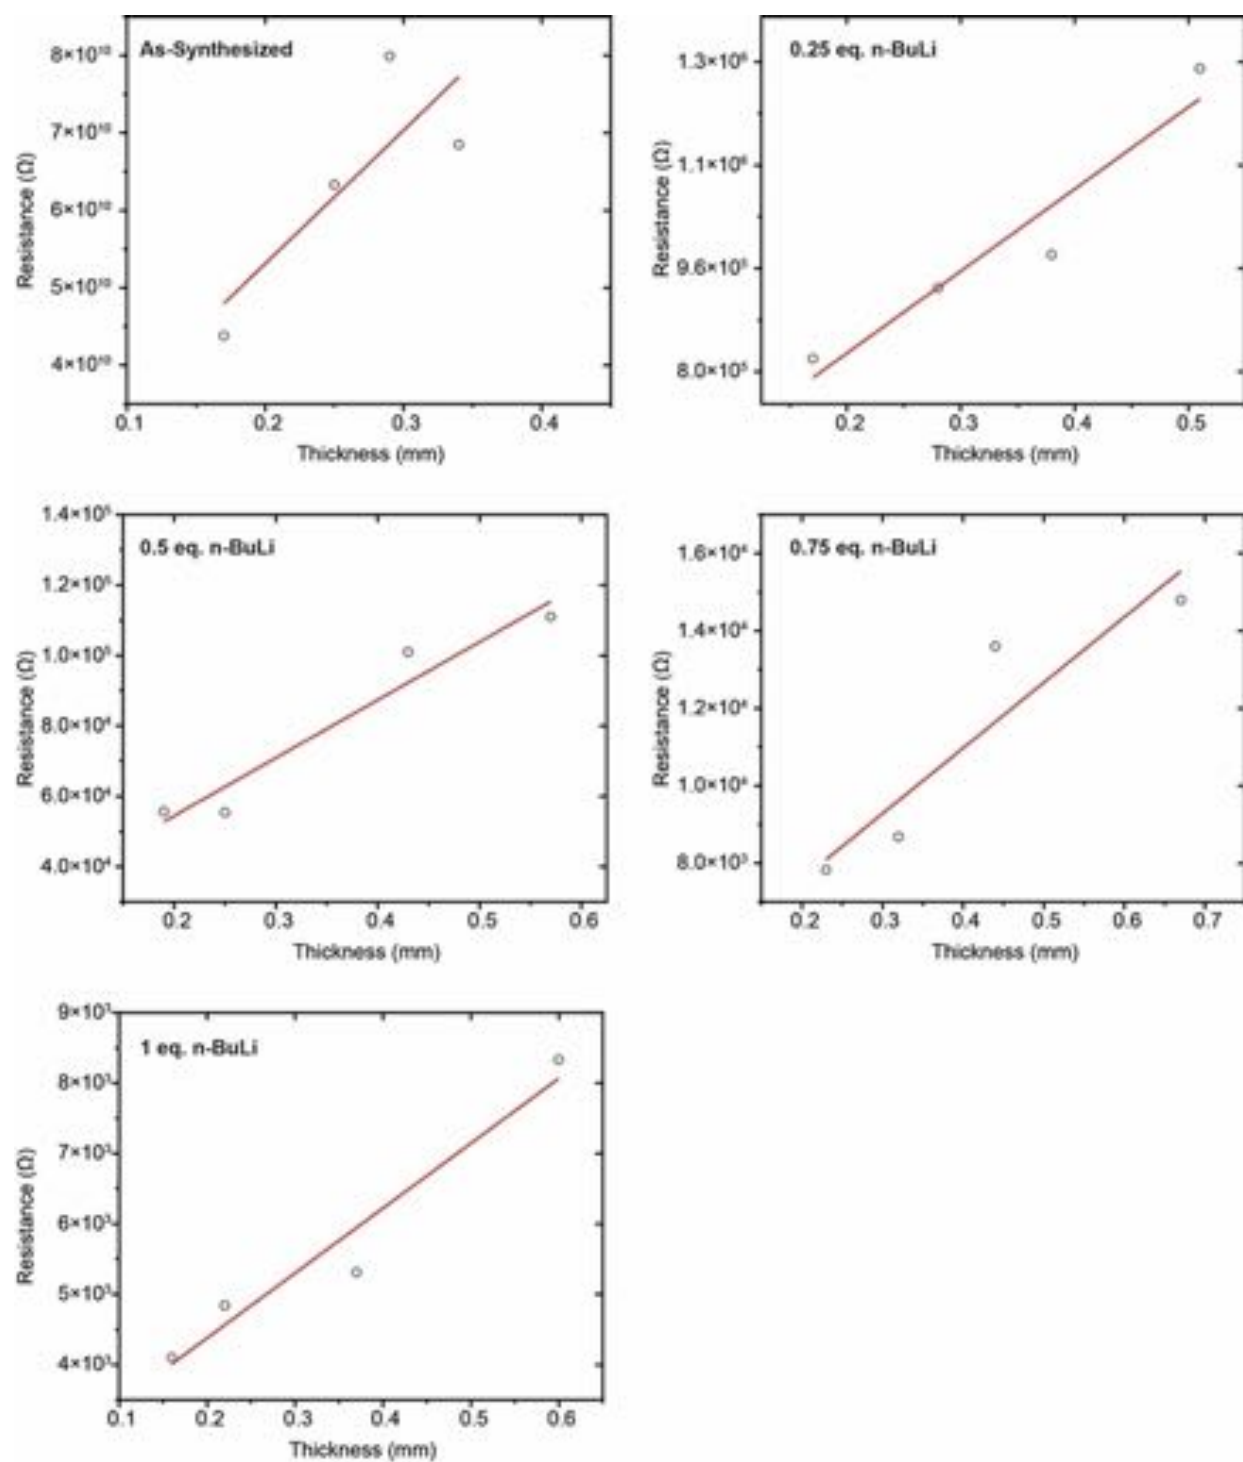 As-Synthesized
8×10¹⁰
7×10¹⁰
6×10¹⁰
5×10¹⁰
4×10¹⁰
Resistance (Ω)
0.1 0.2 0.3 0.4
Thickness (mm)
0.25 eq. n-BuLi
1.3×10⁶
1.1×10⁶
9.6×10⁵
8.0×10⁵
Resistance (Ω)
0.2 0.3 0.4 0.5
Thickness (mm)
0.5 eq. n-BuLi
1.4×10⁵
1.2×10⁵
1.0×10⁵
8.0×10⁴
6.0×10⁴
4.0×10⁴
Resistance (Ω)
0.2 0.3 0.4 0.5 0.6
Thickness (mm)
0.75 eq. n-BuLi
1.6×10⁴
1.4×10⁴
1.2×10⁴
1.0×10⁴
8.0×10³
Resistance (Ω)
0.2 0.3 0.4 0.5 0.6 0.7
Thickness (mm)
1 eq. n-BuLi
9×10³
8×10³
7×10³
6×10³
5×10³
4×10³
Resistance (Ω)
0.1 0.2 0.3 0.4 0.5 0.6
Thickness (mm)